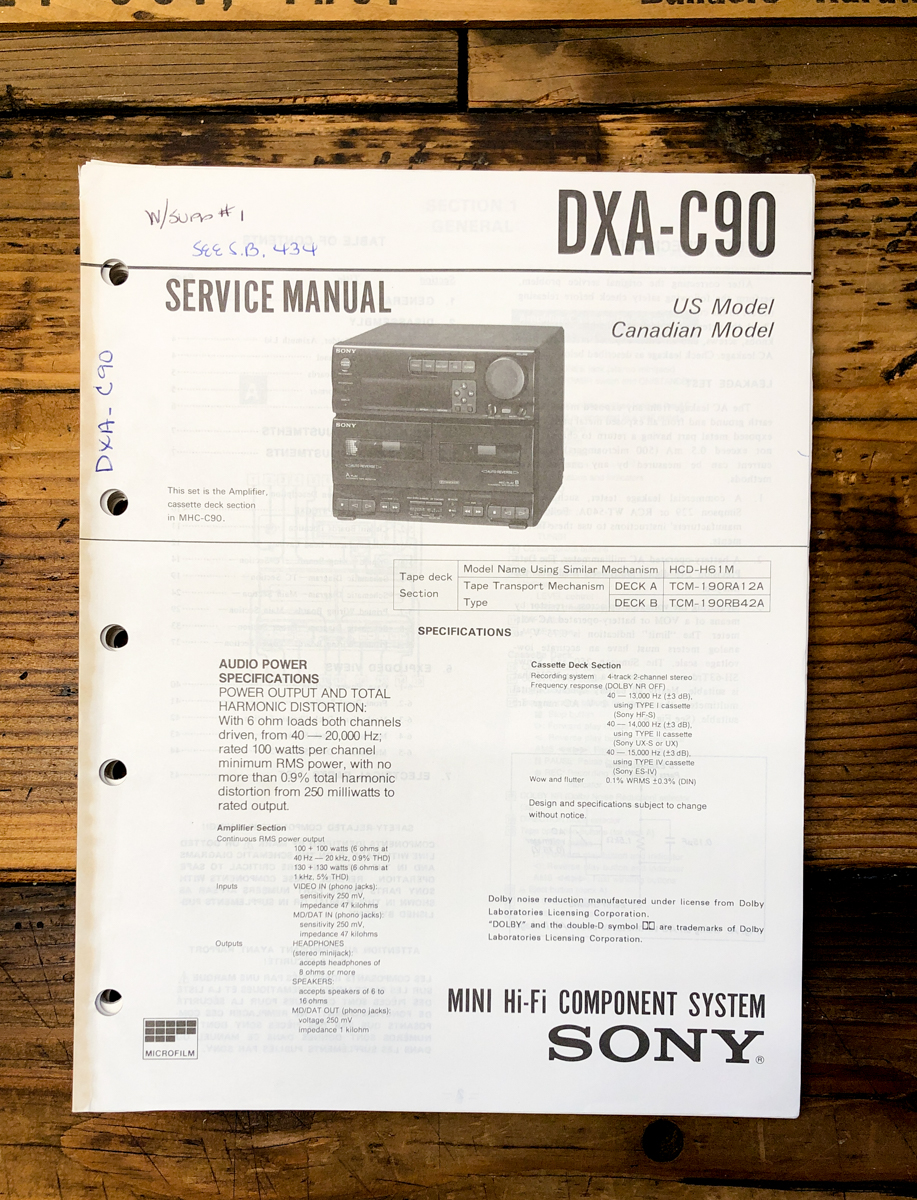 W/SUPP #1
SEE S.B. 434
DXA-C90
SERVICE MANUAL
US Model
Canadian Model
DXA-C90
SONY
SONY
This set is the Amplifier,
cassette deck section
in MHC-C90.
Tape deck Section
Model Name Using Similar Mechanism HCD-H61M
Tape Transport Mechanism Type
DECK A TCM-190RA12A
DECK B TCM-190RB42A
SPECIFICATIONS
AUDIO POWER
SPECIFICATIONS
POWER OUTPUT AND TOTAL
HARMONIC DISTORTION:
With 6 ohm loads both channels
driven, from 40 — 20,000 Hz;
rated 100 watts per channel
minimum RMS power, with no
more than 0.9% total harmonic
distortion from 250 milliwatts to
rated output.
Amplifier Section
Continuous RMS power output
100 + 100 watts (6 ohms at
40 Hz — 20 kHz, 0.9% THD)
130 + 130 watts (6 ohms at
1 kHz, 5% THD)
Inputs VIDEO IN (phono jacks):
sensitivity 250 mV,
impedance 47 kilohms
MD/DAT IN (phono jacks):
sensitivity 250 mV,
impedance 47 kilohms
Outputs HEADPHONES
(stereo minijack):
accepts headphones of
8 ohms or more
SPEAKERS:
accepts speakers of 6 to
16 ohms
MD/DAT OUT (phono jacks):
voltage 250 mV
impedance 1 kilohm
Cassette Deck Section
Recording system 4-track 2-channel stereo
Frequency response (DOLBY NR OFF)
40 — 13,000 Hz (±3 dB),
using TYPE I cassette
(Sony HF-S)
40 — 14,000 Hz (±3 dB),
using TYPE II cassette
(Sony UX-S or UX)
40 — 15,000 Hz (±3 dB),
using TYPE IV cassette
(Sony ES-IV)
Wow and flutter 0.1% WRMS ±0.3% (DIN)
Design and specifications subject to change
without notice.
Dolby noise reduction manufactured under license from Dolby
Laboratories Licensing Corporation.
"DOLBY" and the double-D symbol are trademarks of Dolby
Laboratories Licensing Corporation.
MICROFILM
MINI Hi-Fi COMPONENT SYSTEM
SONY®